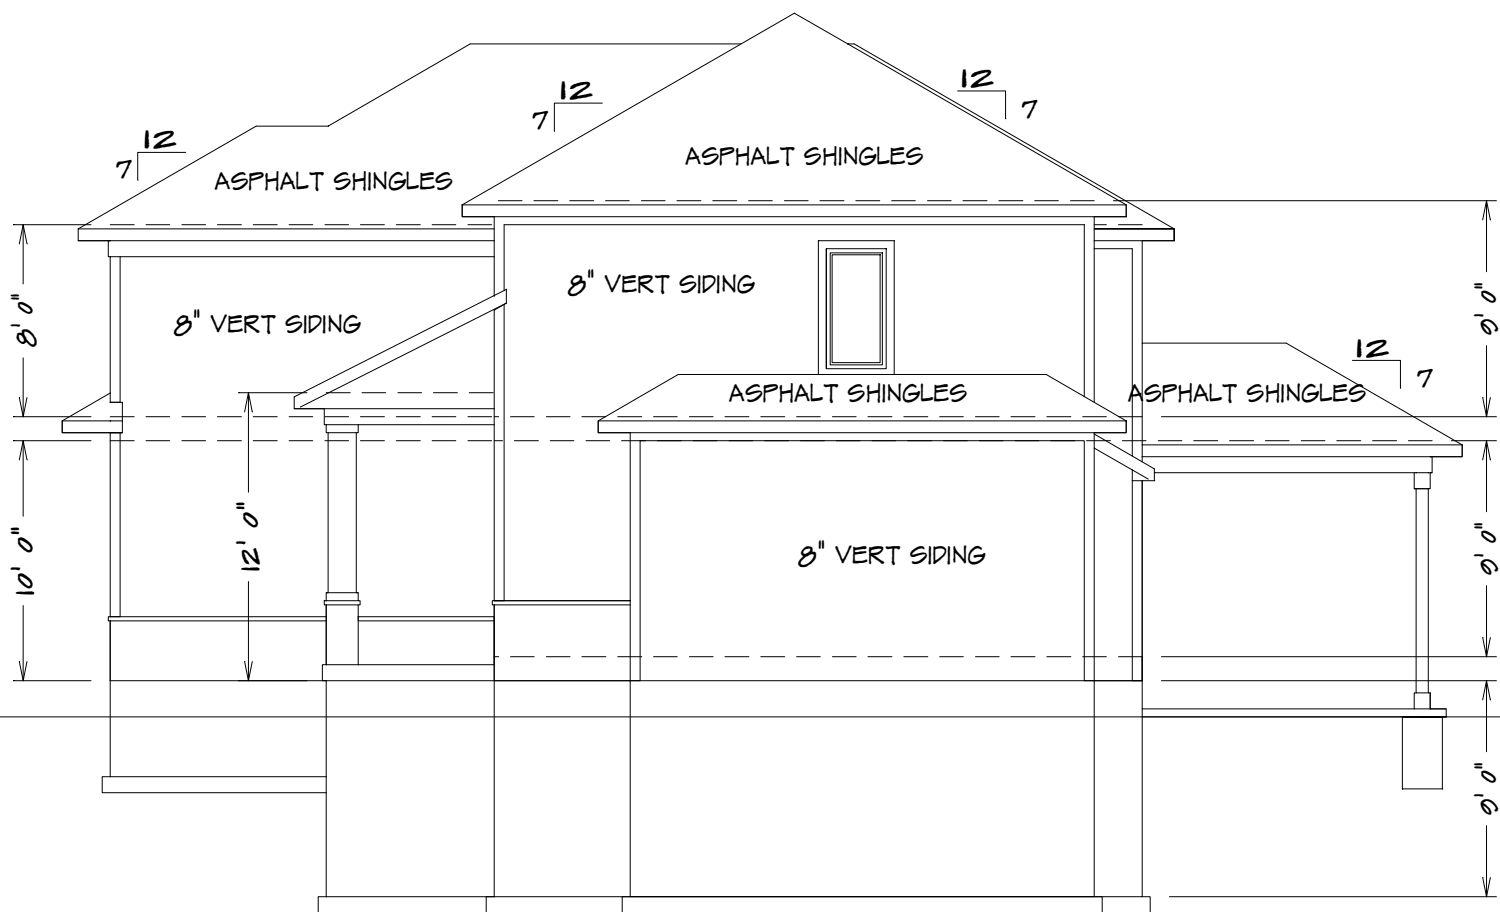 12
7
12
7
12
7
ASPHALT SHINGLES
ASPHALT SHINGLES
8" VERT SIDING
8" VERT SIDING
8' 0"
9' 0"
12
7
ASPHALT SHINGLES
ASPHALT SHINGLES
10' 0"
12' 0"
8" VERT SIDING
9' 0"
9' 0"